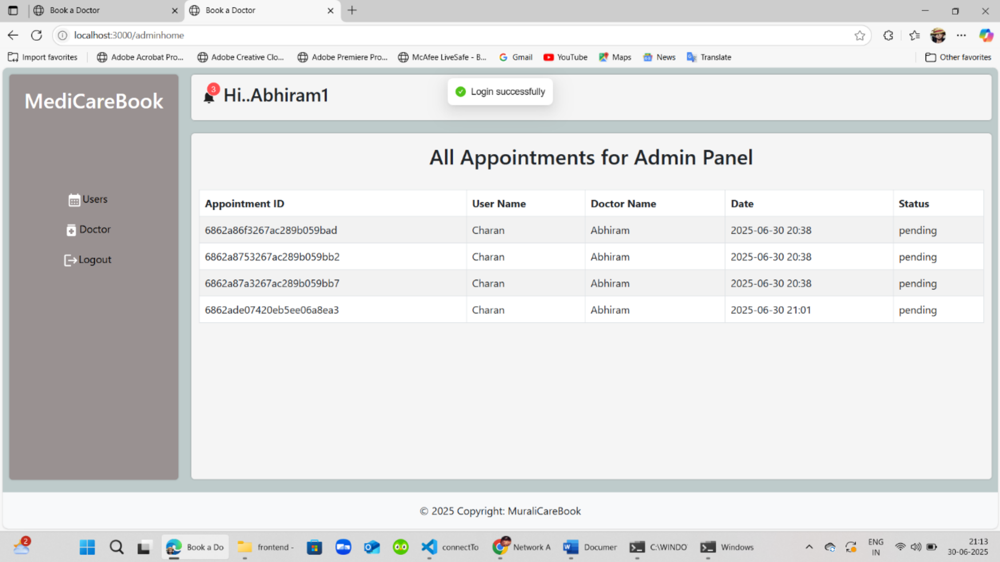 Book a Doctor
Book a Doctor
localhost:3000/adminhome
Import favorites
Adobe Acrobat Pro...
Adobe Creative Clo...
Adobe Premiere Pro...
McAfee LiveSafe - B...
Gmail
YouTube
Maps
News
Translate
Other favorites
MediCareBook
Users
Doctor
Logout
3
Hi..Abhiram1
Login successfully
All Appointments for Admin Panel
Appointment ID User Name Doctor Name Date Status
6862a86f3267ac289b059bad Charan Abhiram 2025-06-30 20:38 pending
6862a8753267ac289b059bb2 Charan Abhiram 2025-06-30 20:38 pending
6862a87a3267ac289b059bb7 Charan Abhiram 2025-06-30 20:38 pending
6862ade07420eb5ee06a8ea3 Charan Abhiram 2025-06-30 21:01 pending
© 2025 Copyright: MuraliCareBook
2
Book a Do
frontend -
connectTo
Network A
Documer
C:\WINDO
Windows
ENG
IN
21:13
30-06-2025